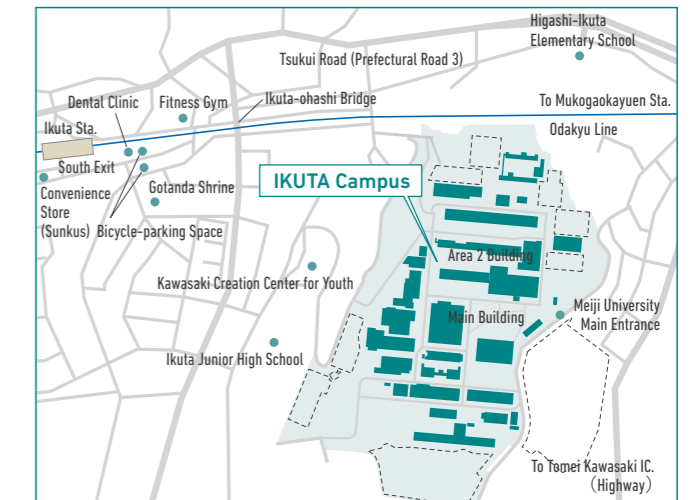 Higashi-Ikuta
Elementary School
Tsukui Road (Prefectural Road 3)
Dental Clinic
Fitness Gym
Ikuta-ohashi Bridge
To Mukogaokayuen Sta.
Ikuta Sta.
Odakyu Line
South Exit
IKUTA Campus
Gotanda Shrine
Convenience
Store
(Sunkus)
Bicycle-parking Space
Area 2 Building
Kawasaki Creation Center for Youth
Meiji University
Main Entrance
Main Building
Ikuta Junior High School
To Tomei Kawasaki IC.
(Highway)